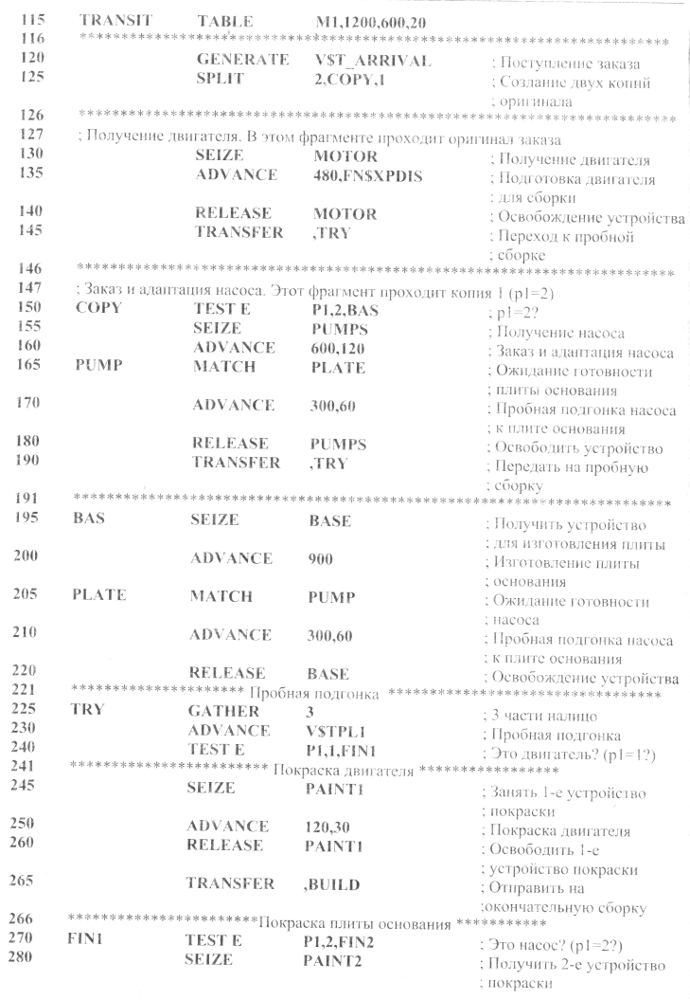 115 TRANSIT TABLE M1,1200,600,20
116 **********************************************************************
120 GENERATE V$T_ARRIVAL ; Поступление заказа
125 SPLIT 2,COPY,1 ; Создание двух копий
; оригинала
126 **********************************************************************
127 ; Получение двигателя. В этом фрагменте проходит оригинал заказа
130 SEIZE MOTOR ; Получение двигателя
135 ADVANCE 480,FN$XPDIS ; Подготовка двигателя
; для сборки
140 RELEASE MOTOR ; Освобождение устройства
145 TRANSFER ,TRY ; Переход к пробной
; сборке
146 **********************************************************************
147 ; Заказ и адаптация насоса. Этот фрагмент проходит копия 1 (p1=2)
150 COPY TEST E P1,2,BAS ; p1=2?
155 SEIZE PUMPS ; Получение насоса
160 ADVANCE 600,120 ; Заказ и адаптация насоса
165 PUMP MATCH PLATE ; Ожидание готовности
; плиты основания
170 ADVANCE 300,60 ; Пробная подгонка насоса
; к плите основания
180 RELEASE PUMPS ; Освободить устройство
190 TRANSFER ,TRY ; Передать на пробную
; сборку
191 **********************************************************************
195 BAS SEIZE BASE ; Получить устройство
; для изготовления плиты
200 ADVANCE 900 ; Изготовление плиты
; основания
205 PLATE MATCH PUMP ; Ожидание готовности
; насоса
210 ADVANCE 300,60 ; Пробная подгонка насоса
; к плите основания
220 RELEASE BASE ; Освобождение устройства
221 ******************** Пробная подгонка ********************************
225 TRY GATHER 3 ; 3 части налицо
230 ADVANCE V$TPL1 ; Пробная подгонка
240 TEST E P1,1,FIN1 ; Это двигатель? (p1=1?)
241 *********************** Покраска двигателя *****************
245 SEIZE PAINT1 ; Занять 1-е устройство
; покраски
250 ADVANCE 120,30 ; Покраска двигателя
260 RELEASE PAINT1 ; Освободить 1-е
; устройство покраски
265 TRANSFER ,BUILD ; Отправить на
;окончательную сборку
266 **********************Покраска плиты основания ***********
270 FIN1 TEST E P1,2,FIN2 ; Это насос? (p1=2?)
280 SEIZE PAINT2 ; Получить 2-е устройство
; покраски